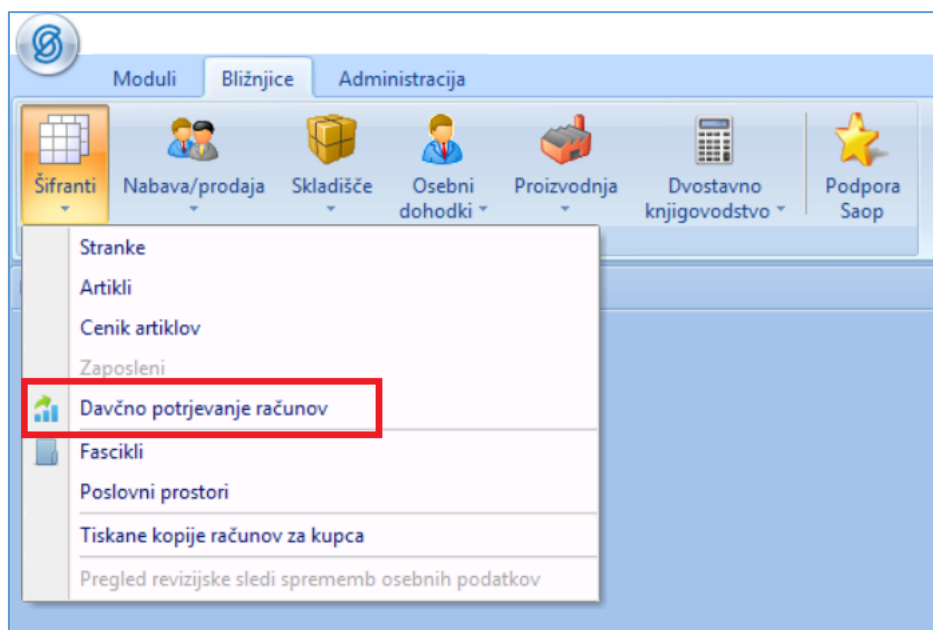 Moduli Bližnjice Administracija
Šifranti Nabava/prodaja Skladišče Osebni dohodki Proizvodnja Dvostavno knjigovodstvo Podpora Saop
Stranke
Artikli
Cenik artiklov
Zaposleni
Davčno potrjevanje računov
Fascikli
Poslovni prostori
Tiskane kopije računov za kupca
Pregled revizijske sledi sprememb osebnih podatkov